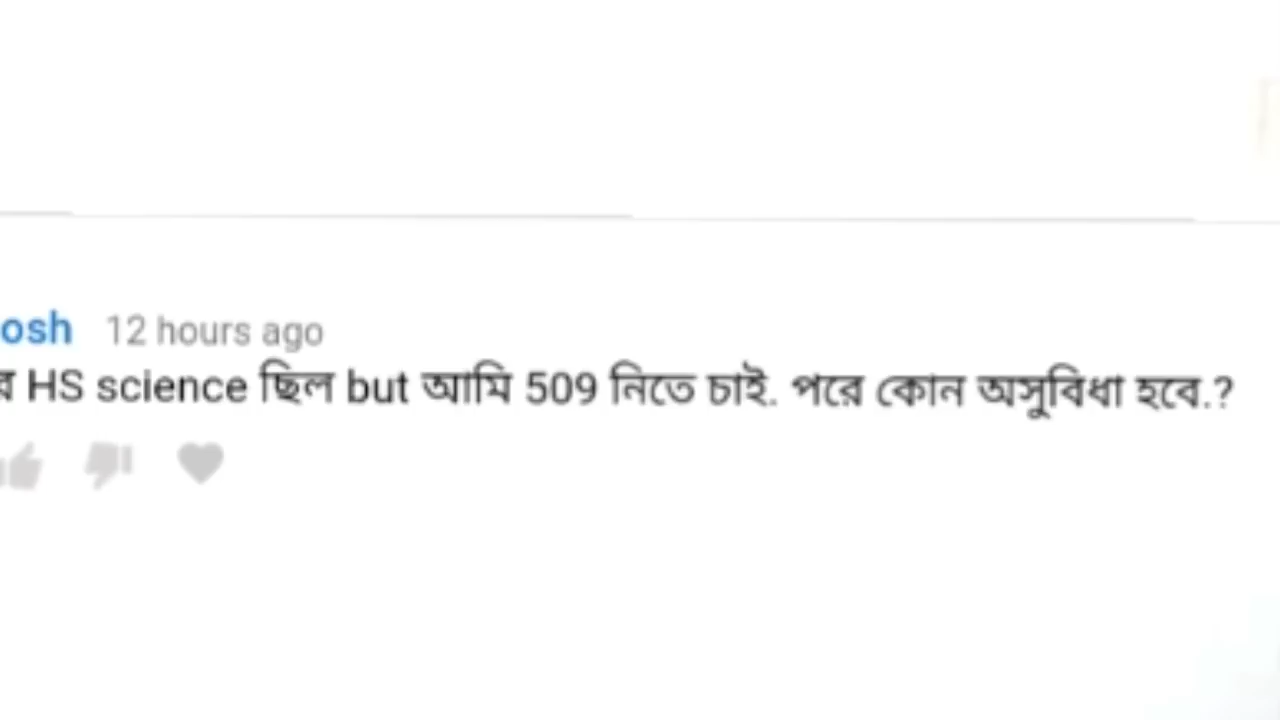 osh 12 hours ago
র HS science ছিল but আমি 509 নিতে চাই. পরে কোন অসুবিধা হবে.?